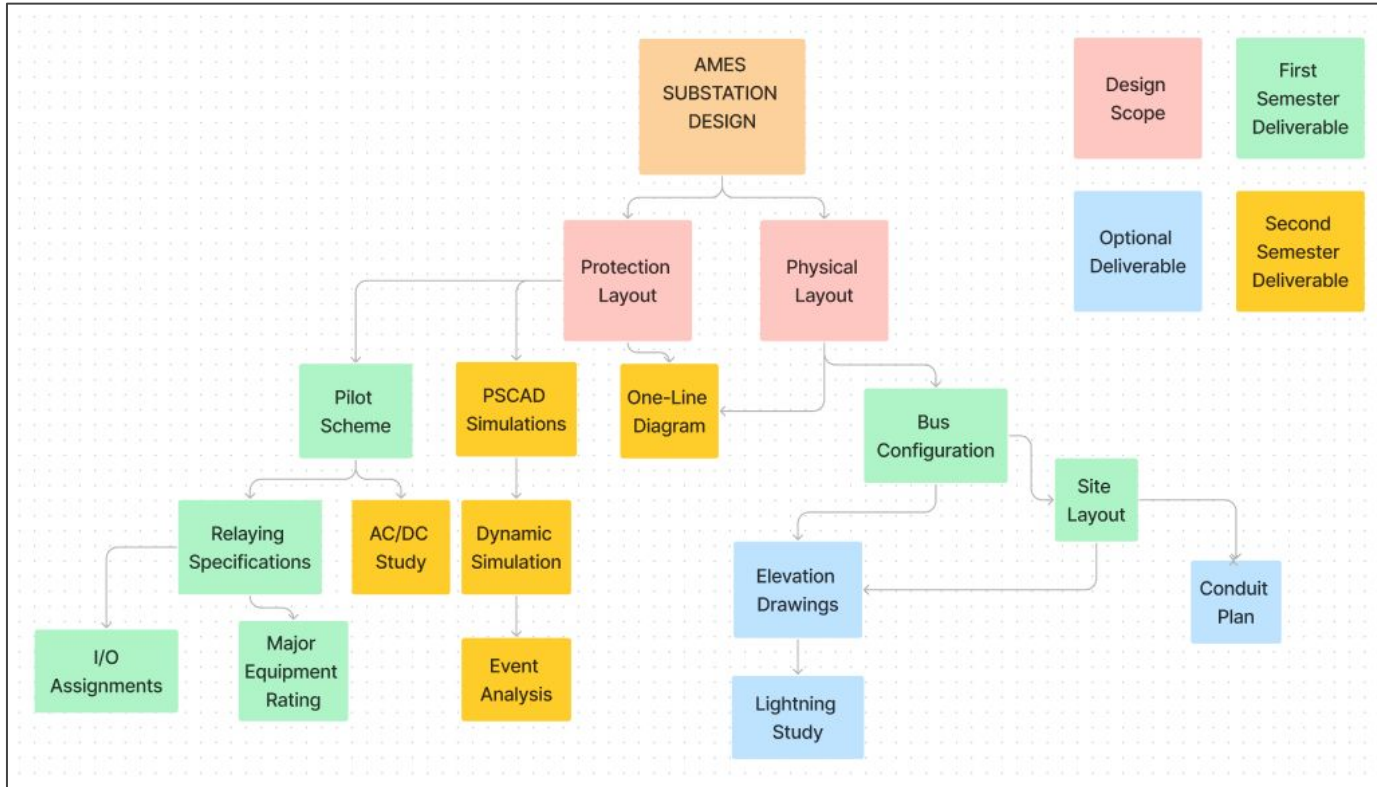 AMES
SUBSTATION
DESIGN
Design
Scope
First
Semester
Deliverable
Optional
Deliverable
Second
Semester
Deliverable
Protection
Layout
Physical
Layout
Pilot
Scheme
PSCAD
Simulations
One-Line
Diagram
Bus
Configuration
Site
Layout
Relaying
Specifications
AC/DC
Study
Dynamic
Simulation
Elevation
Drawings
Conduit
Plan
I/O
Assignments
Major
Equipment
Rating
Event
Analysis
Lightning
Study